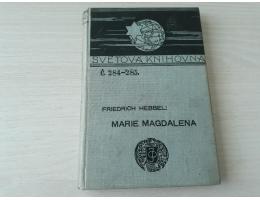 SVĚTOVÁ KNIHOVNA
Č. 284–285.
FRIEDRICH HEBBEL:
MARIE MAGDALENA